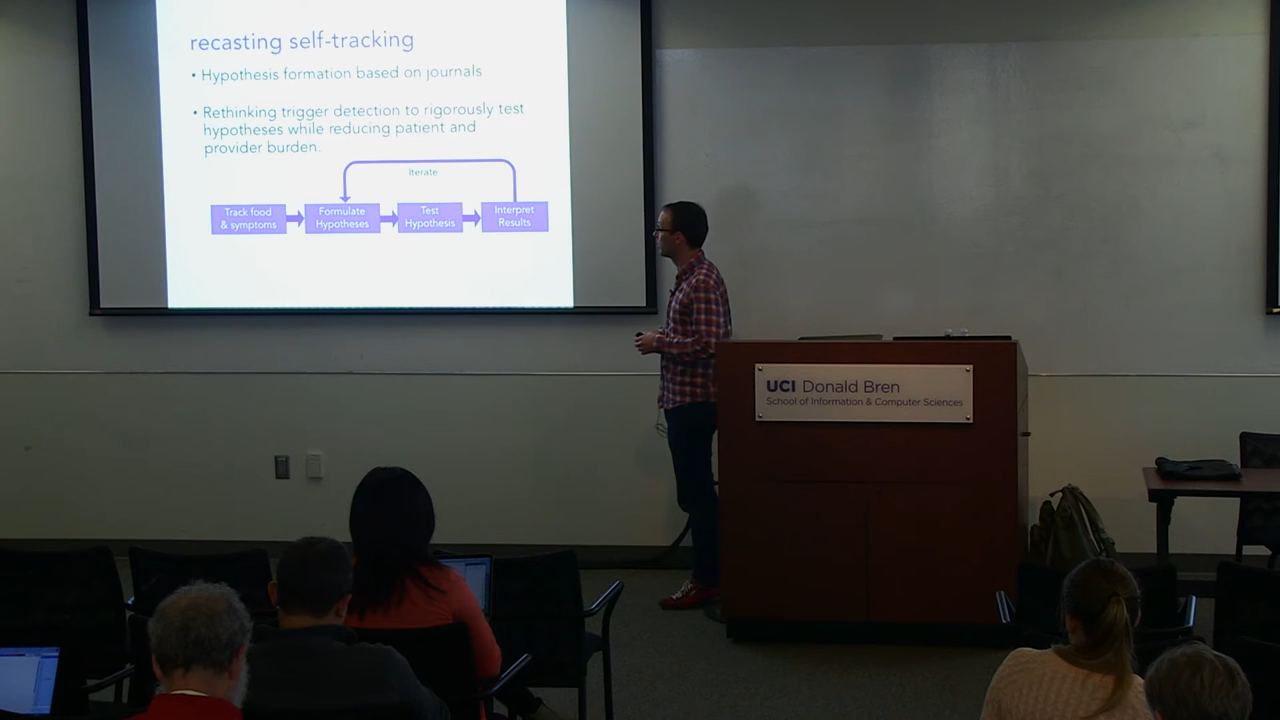 recasting self-tracking
• Hypothesis formation based on journals
• Rethinking trigger detection to rigorously test
hypotheses while reducing patient and
provider burden.
Iterate
Track food
& symptoms
Formulate
Hypotheses
Test
Hypothesis
Interpret
Results
UCI Donald Bren
School of Information & Computer Sciences